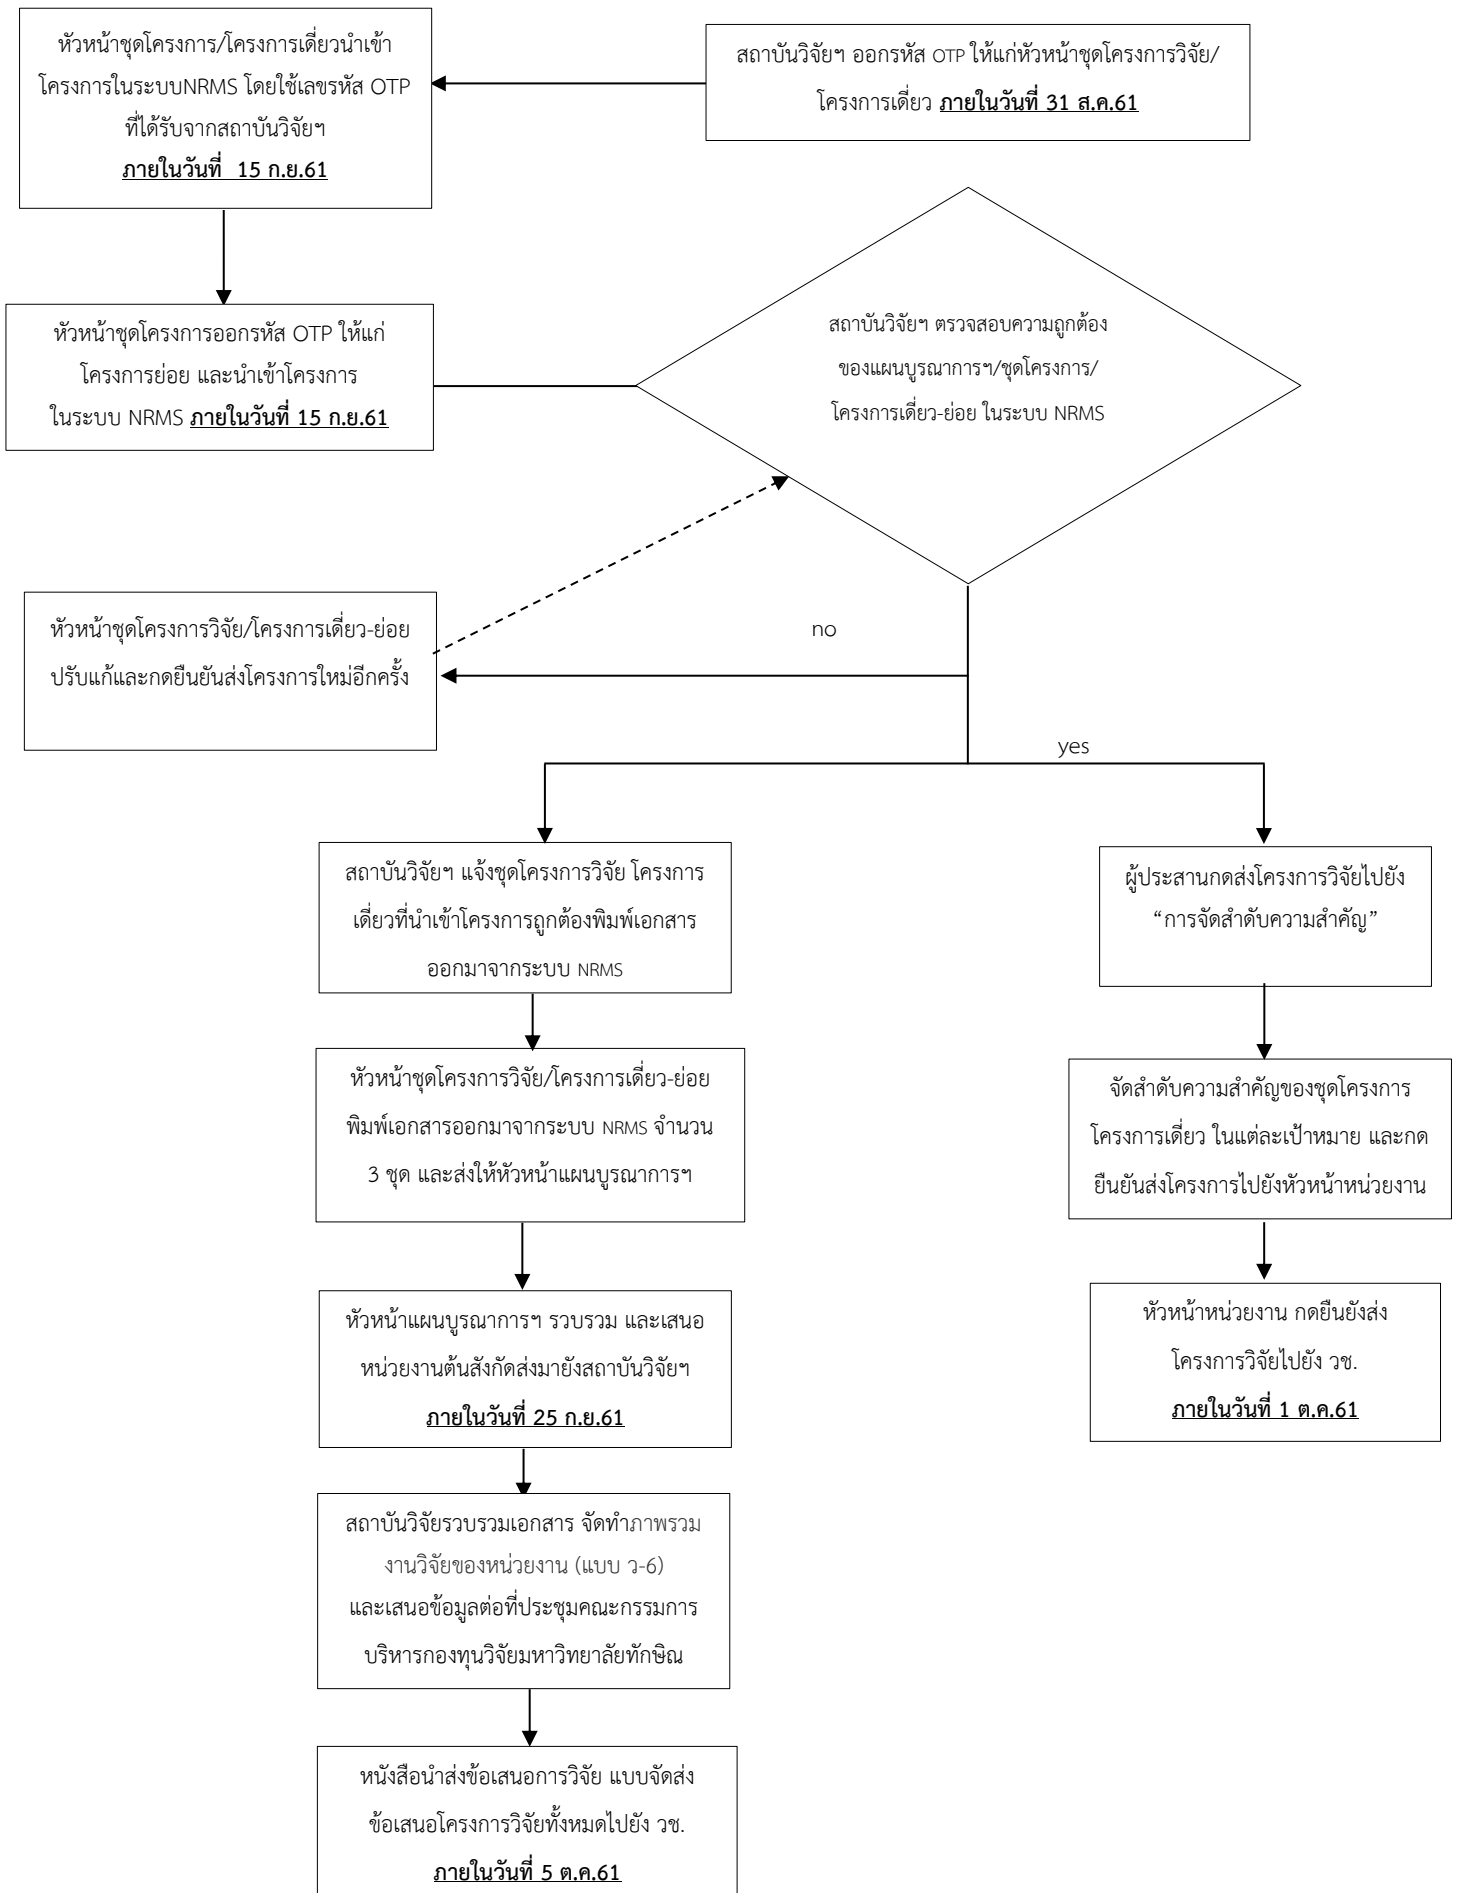 หัวหน้าชุดโครงการ/โครงการเดี่ยวนำเข้า
โครงการในระบบNRMS โดยใช้เลขรหัส OTP
ที่ได้รับจากสถาบันวิจัยฯ
ภายในวันที่ 15 ก.ย.61
สถาบันวิจัยฯ ออกรหัส OTP ให้แก่หัวหน้าชุดโครงการวิจัย/
โครงการเดี่ยว ภายในวันที่ 31 ส.ค.61
หัวหน้าชุดโครงการออกรหัส OTP ให้แก่
โครงการย่อย และนำเข้าโครงการ
ในระบบ NRMS ภายในวันที่ 15 ก.ย.61
สถาบันวิจัยฯ ตรวจสอบความถูกต้อง
ของแผนบูรณาการฯ/ชุดโครงการ/
โครงการเดี่ยว-ย่อย ในระบบ NRMS
หัวหน้าชุดโครงการวิจัย/โครงการเดี่ยว-ย่อย
ปรับแก้และกดยืนยันส่งโครงการใหม่อีกครั้ง
no
yes
สถาบันวิจัยฯ แจ้งชุดโครงการวิจัย โครงการ
เดี่ยวที่นำเข้าโครงการถูกต้องพิมพ์เอกสาร
ออกมาจากระบบ NRMS
หัวหน้าชุดโครงการวิจัย/โครงการเดี่ยว-ย่อย
พิมพ์เอกสารออกมาจากระบบ NRMS จำนวน
3 ชุด และส่งให้หัวหน้าแผนบูรณาการฯ
หัวหน้าแผนบูรณาการฯ รวบรวม และเสนอ
หน่วยงานต้นสังกัดส่งมายังสถาบันวิจัยฯ
ภายในวันที่ 25 ก.ย.61
สถาบันวิจัยรวบรวมเอกสาร จัดทำภาพรวม
งานวิจัยของหน่วยงาน (แบบ ว-6)
และเสนอข้อมูลต่อที่ประชุมคณะกรรมการ
บริหารกองทุนวิจัยมหาวิทยาลัยทักษิณ
หนังสือนำส่งข้อเสนอการวิจัย แบบจัดส่ง
ข้อเสนอโครงการวิจัยทั้งหมดไปยัง วช.
ภายในวันที่ 5 ต.ค.61
ผู้ประสานกดส่งโครงการวิจัยไปยัง
“การจัดสำดับความสำคัญ”
จัดสำดับความสำคัญของชุดโครงการ
โครงการเดี่ยว ในแต่ละเป้าหมาย และกด
ยืนยันส่งโครงการไปยังหัวหน้าหน่วยงาน
หัวหน้าหน่วยงาน กดยืนยังส่ง
โครงการวิจัยไปยัง วช.
ภายในวันที่ 1 ต.ค.61